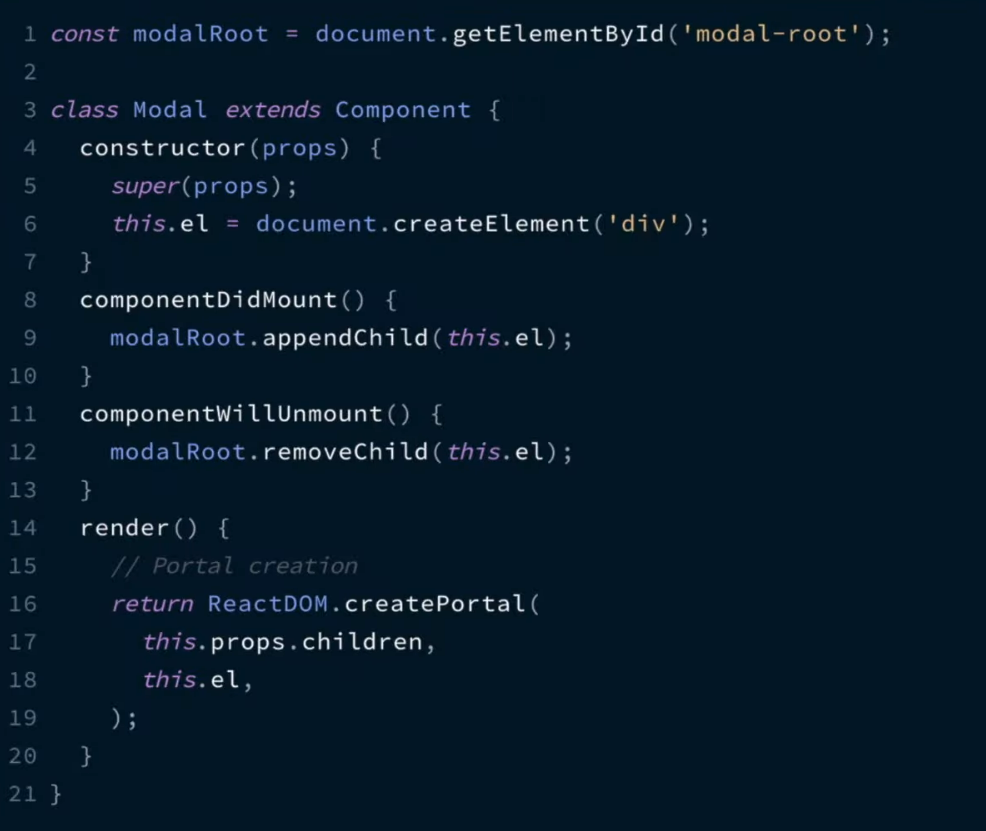 1 const modalRoot = document.getElementById('modal-root');
2
3 class Modal extends Component {
4   constructor(props) {
5     super(props);
6     this.el = document.createElement('div');
7   }
8   componentDidMount() {
9     modalRoot.appendChild(this.el);
10   }
11   componentWillUnmount() {
12     modalRoot.removeChild(this.el);
13   }
14   render() {
15     // Portal creation
16     return ReactDOM.createPortal(
17       this.props.children,
18       this.el,
19     );
20   }
21 }